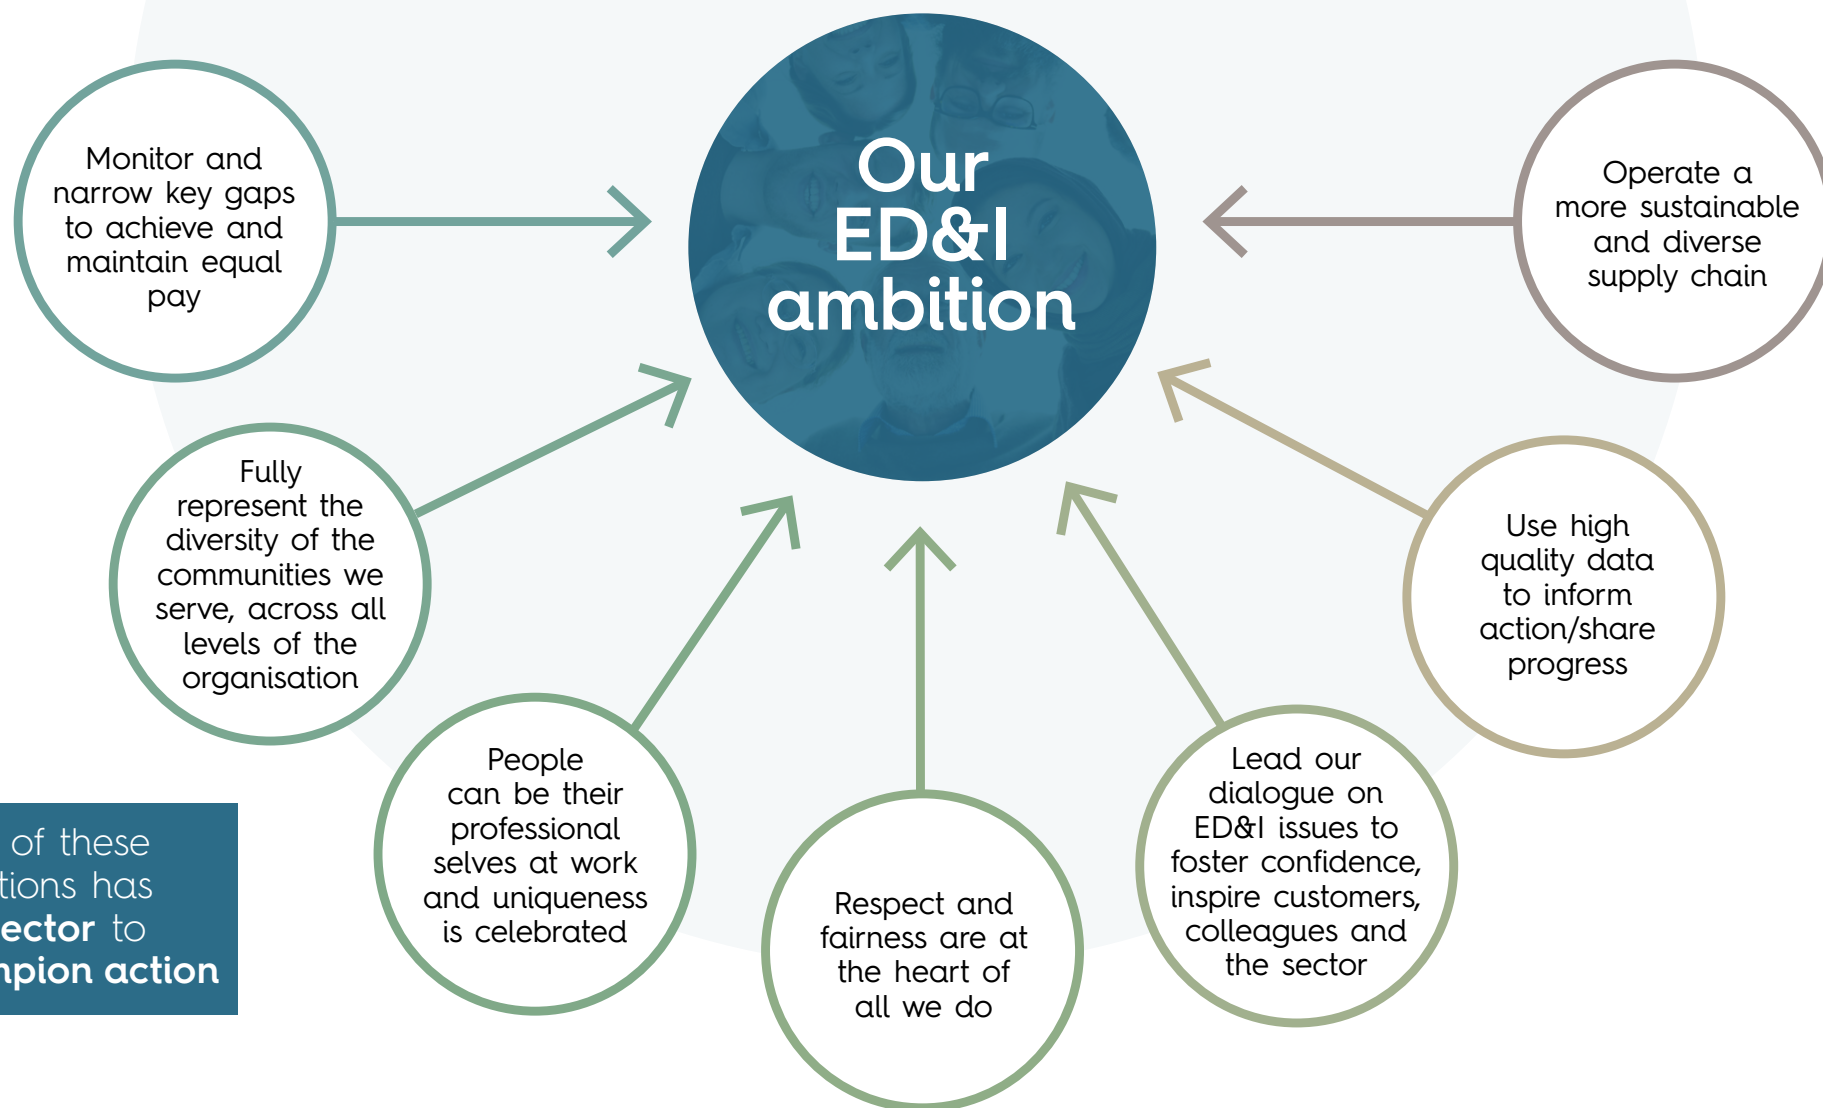 Our
ED&I
ambition
Monitor and
narrow key gaps
to achieve and
maintain equal
pay
Fully
represent the
diversity of the
communities we
serve, across all
levels of the
organisation
People
can be their
professional
selves at work
and uniqueness
is celebrated
Respect and
fairness are at
the heart of
all we do
Lead our
dialogue on
ED&I issues to
foster confidence,
inspire customers,
colleagues and
the sector
Use high
quality data
to inform
action/share
progress
Operate a
more sustainable
and diverse
supply chain
of these
has
to
action